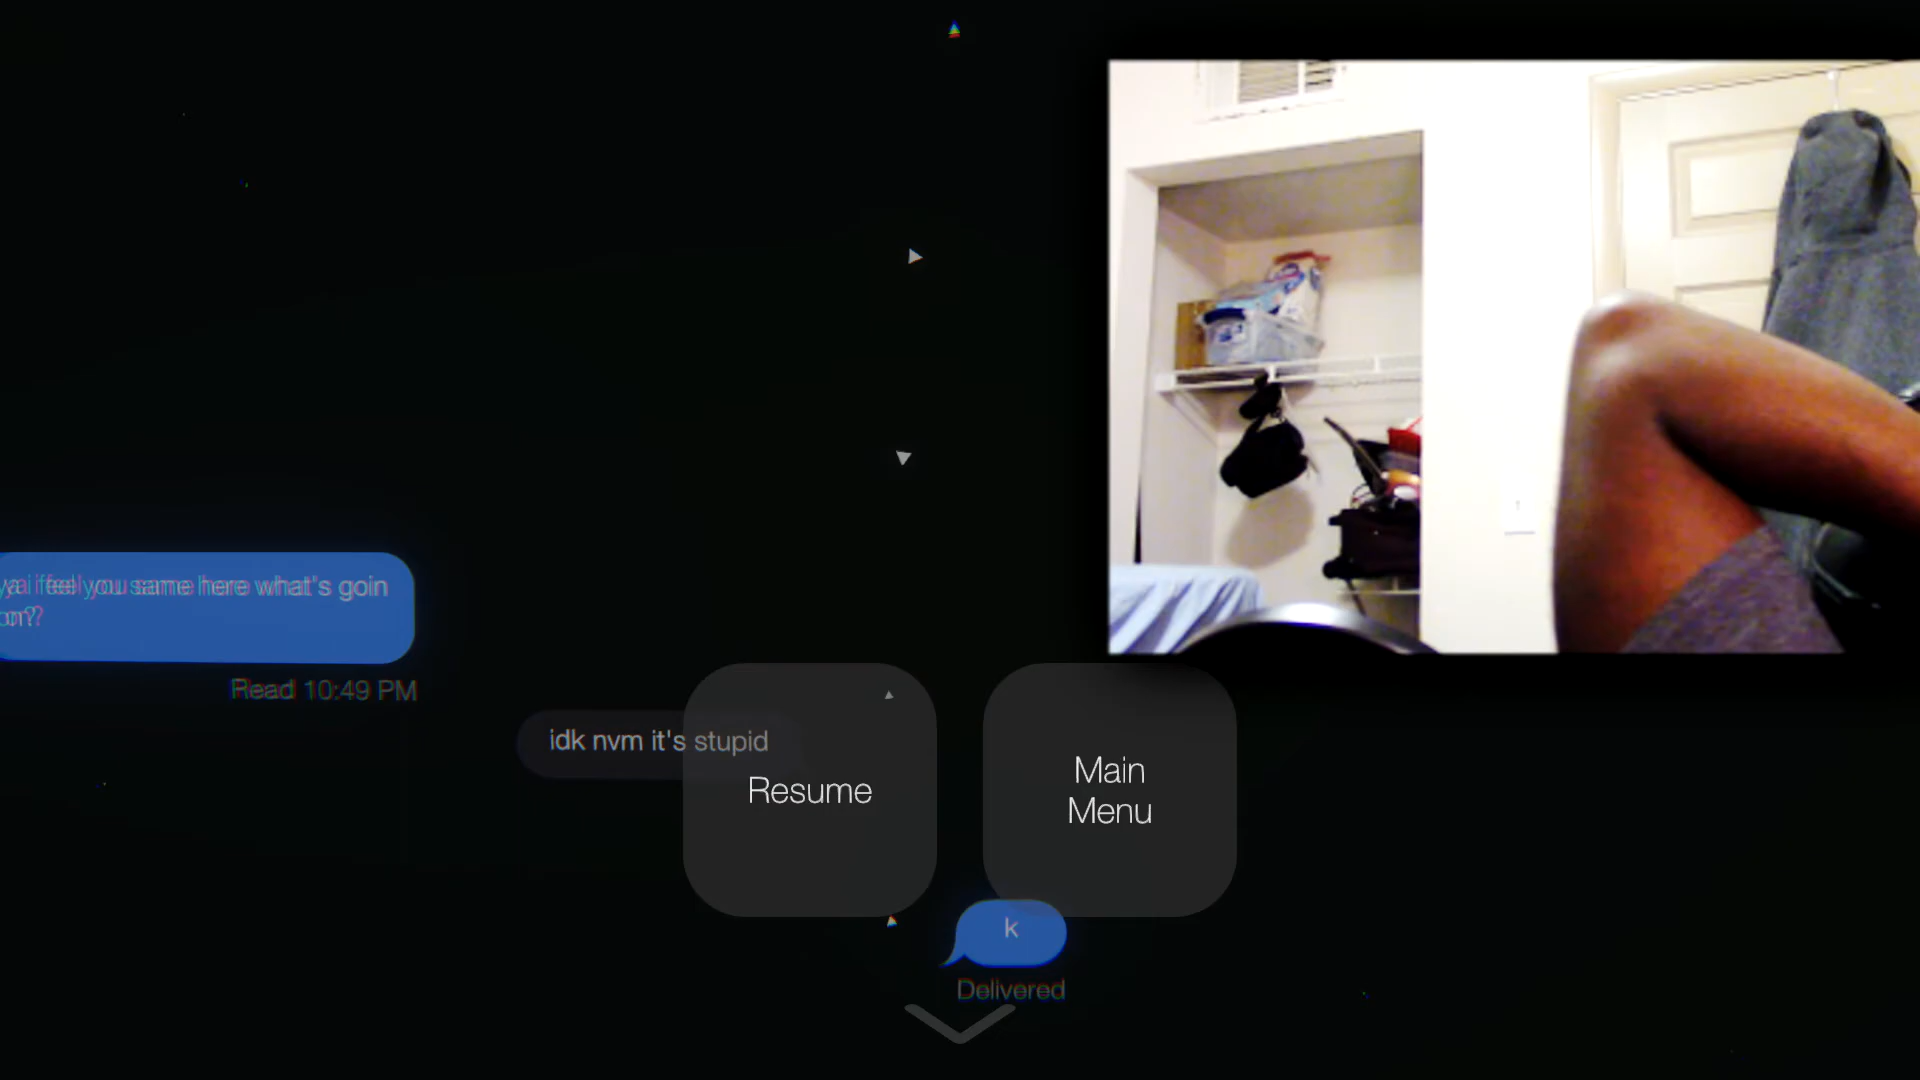 ya i feel you same here what's goin
on??
Read 10:49 PM
idk nvm it's stupid
Resume
Main
Menu
k
Delivered